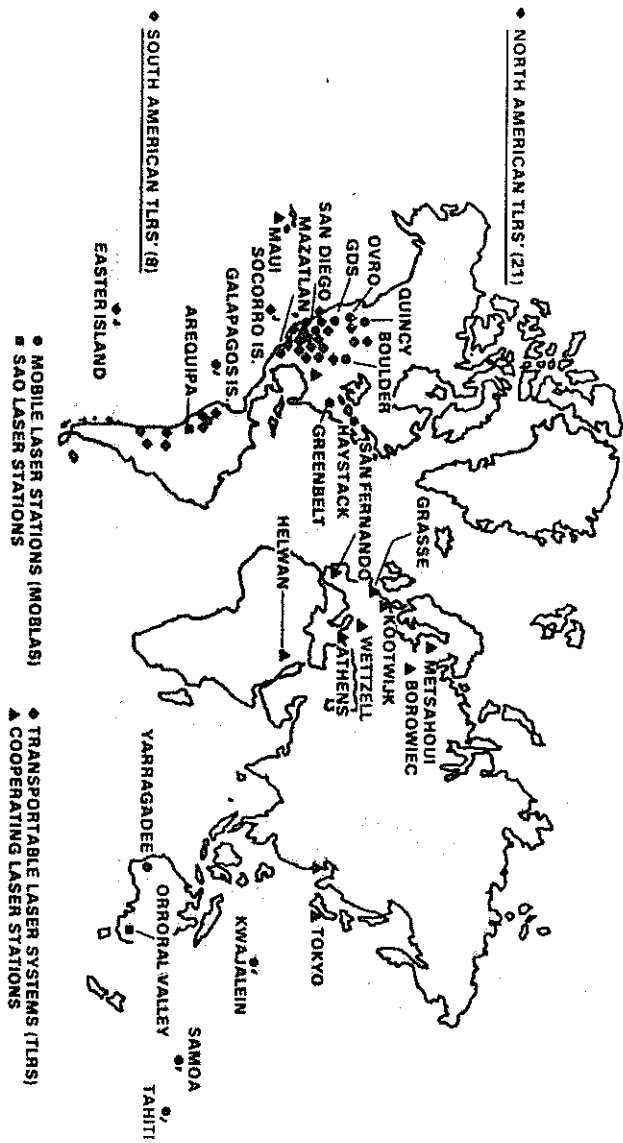 NORTH AMERICAN TLRS' (21)
QUINCY
BOULDER
OVRO
GDS
SAN DIEGO
MAZATLAN
MAUI
SOCORRO IS.
GALAPAGOS IS.
AREQUIPA
EASTER ISLAND
SOUTH AMERICAN TLRS' (8)
GREENBELT
HAYSTACK
SAN FERNANDO
GRASSE
HELWAN
KOOTWIJK
WETTZELL
ATHENS
METSAHOUI
BOROWIEC
TOKYO
KWAJALEIN
YARRAGADEE
ORRORAL VALLEY
SAMOA
TAHITI
MOBILE LASER STATIONS (MOBLAS)
SAO LASER STATIONS
TRANSPORTABLE LASER SYSTEMS (TLRS)
COOPERATING LASER STATIONS